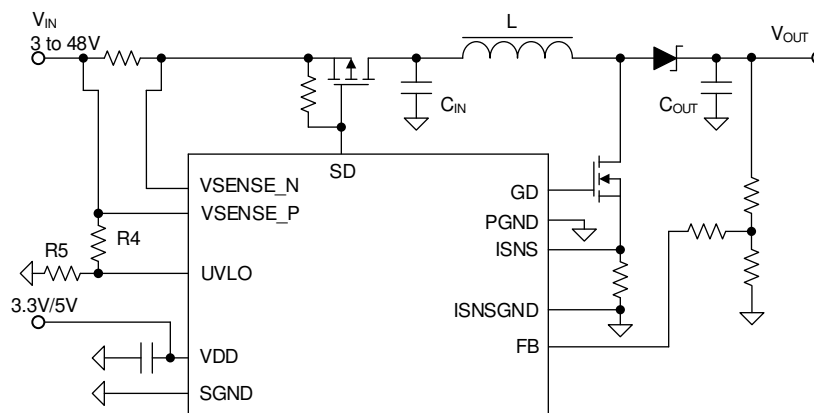 VIN
3 to 48V
L
VOUT
CIN
COUT
SD
VSENSE_N
GD
VSENSE_P
PGND
R4
ISNS
R5
UVLO
3.3V/5V
ISNSGND
FB
VDD
SGND